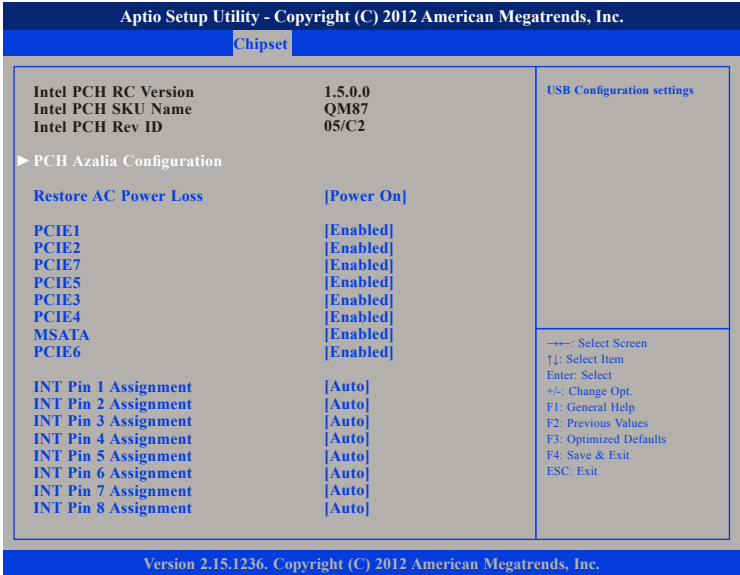 Aptio Setup Utility - Copyright (C) 2012 American Megatrends, Inc.
Chipset
Intel PCH RC Version 1.5.0.0
Intel PCH SKU Name QM87
Intel PCH Rev ID 05/C2
► PCH Azalia Configuration
Restore AC Power Loss [Power On]
PCIE1 [Enabled]
PCIE2 [Enabled]
PCIE7 [Enabled]
PCIE5 [Enabled]
PCIE3 [Enabled]
PCIE4 [Enabled]
MSATA [Enabled]
PCIE6 [Enabled]
INT Pin 1 Assignment [Auto]
INT Pin 2 Assignment [Auto]
INT Pin 3 Assignment [Auto]
INT Pin 4 Assignment [Auto]
INT Pin 5 Assignment [Auto]
INT Pin 6 Assignment [Auto]
INT Pin 7 Assignment [Auto]
INT Pin 8 Assignment [Auto]
USB Configuration settings
→←: Select Screen
↑↓: Select Item
Enter: Select
+/-: Change Opt.
F1: General Help
F2: Previous Values
F3: Optimized Defaults
F4: Save & Exit
ESC: Exit
Version 2.15.1236. Copyright (C) 2012 American Megatrends, Inc.